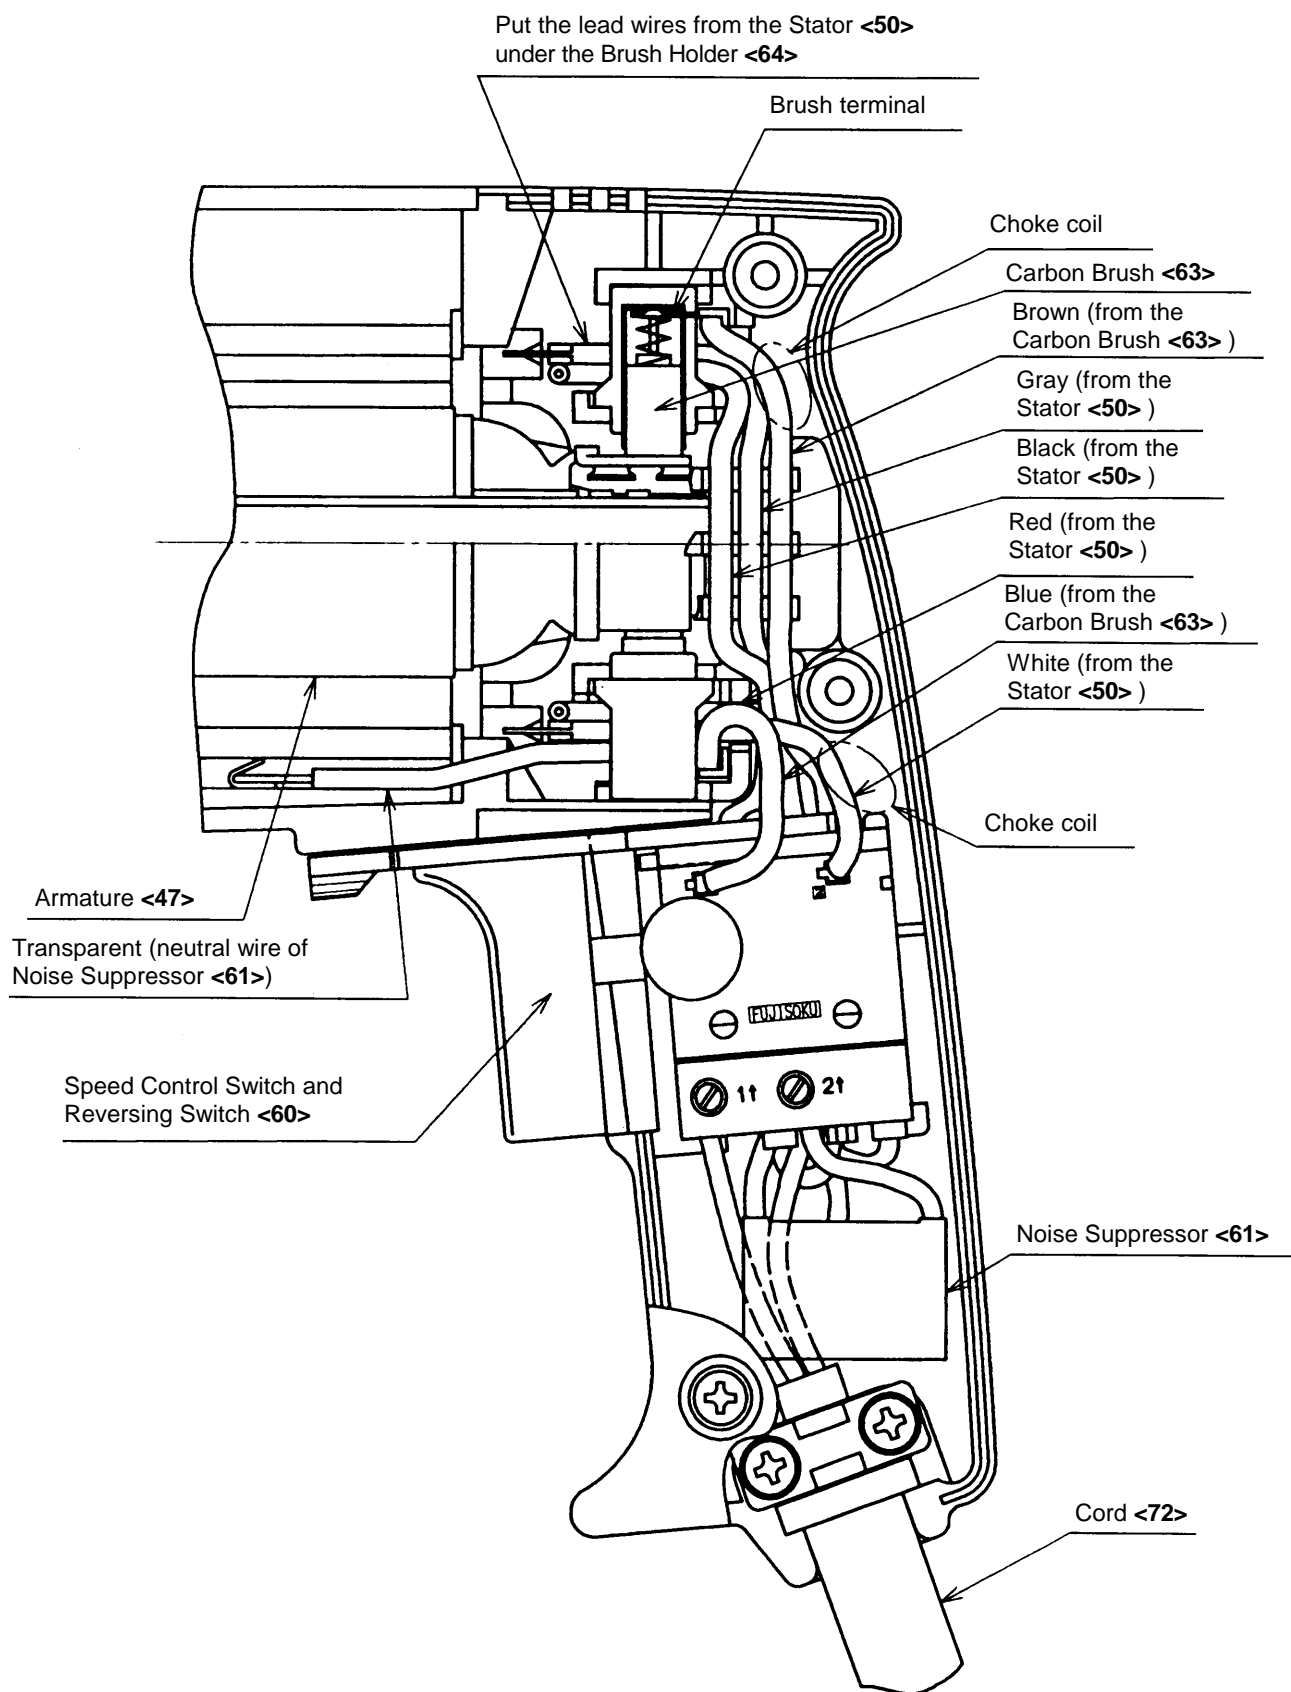 Put the lead wires from the Stator <50>
under the Brush Holder <64>
Brush terminal
Choke coil
Carbon Brush <63>
Brown (from the
Carbon Brush <63> )
Gray (from the
Stator <50> )
Black (from the
Stator <50> )
Red (from the
Stator <50> )
Blue (from the
Carbon Brush <63> )
White (from the
Stator <50> )
Choke coil
Armature <47>
Transparent (neutral wire of
Noise Suppressor <61>)
FUJISOKU
Speed Control Switch and
Reversing Switch <60>
1↑ 2↑
Noise Suppressor <61>
Cord <72>